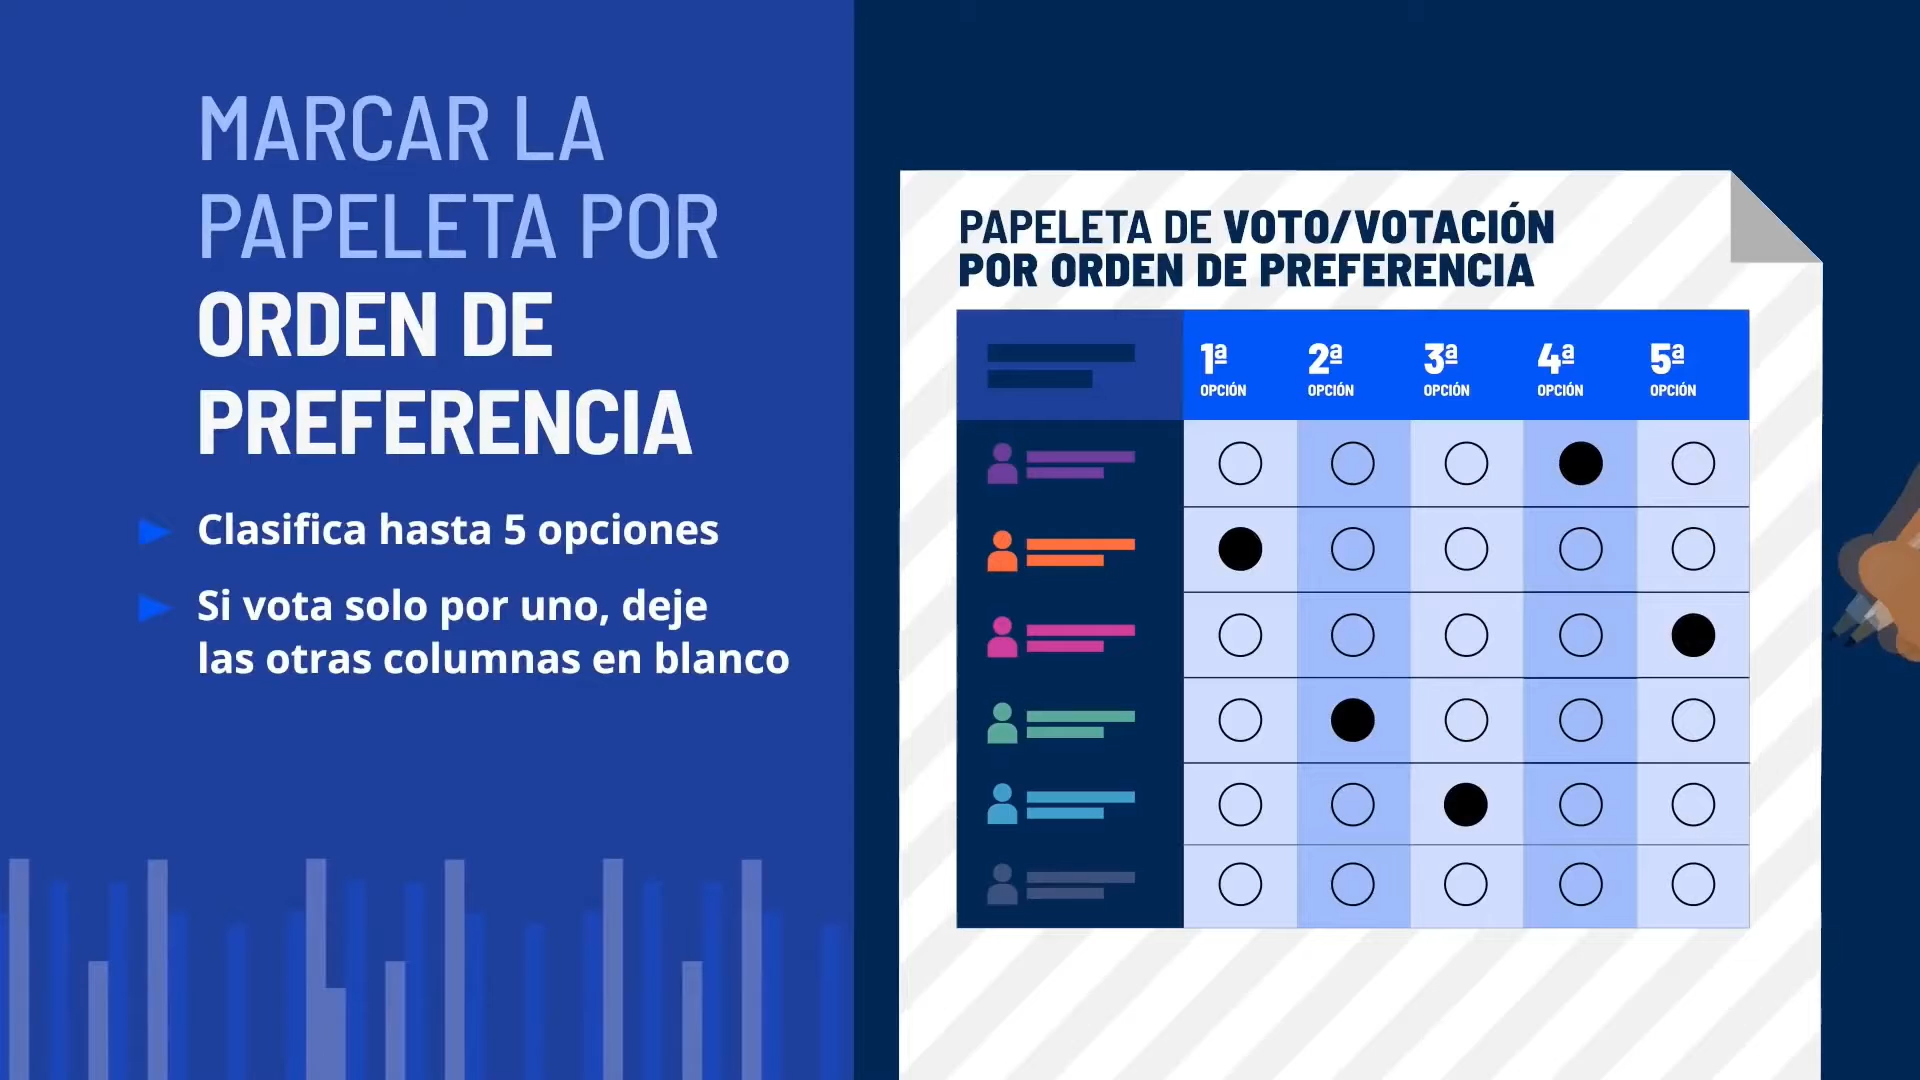 MARCAR LA
PAPELETA POR
ORDEN DE
PREFERENCIA
Clasifica hasta 5 opciones
Si vota solo por uno, deje
las otras columnas en blanco
PAPELETA DE VOTO/VOTACIÓN
POR ORDEN DE PREFERENCIA
1ª 2ª 3ª 4ª 5ª
OPCIÓN OPCIÓN OPCIÓN OPCIÓN OPCIÓN